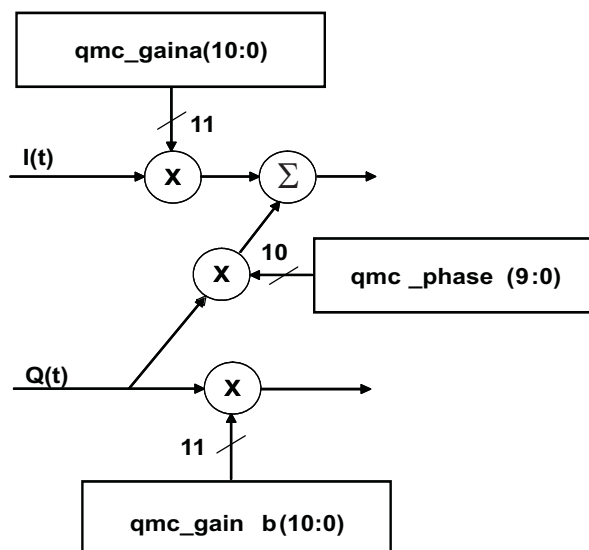 qmc_gaina(10:0)
11
I(t)
X
Σ
10
X
qmc _phase (9:0)
Q(t)
X
11
qmc_gain b(10:0)